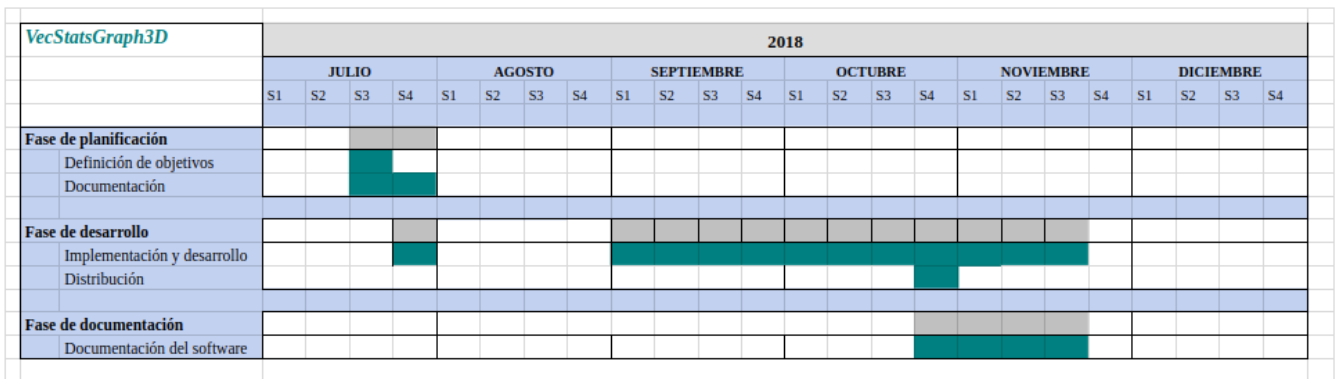 VecStatsGraph3D
2018
JULIO AGOSTO SEPTIEMBRE OCTUBRE NOVIEMBRE DICIEMBRE
S1 S2 S3 S4 S1 S2 S3 S4 S1 S2 S3 S4 S1 S2 S3 S4 S1 S2 S3 S4 S1 S2 S3 S4
Fase de planificación
Definición de objetivos
Documentación
Fase de desarrollo
Implementación y desarrollo
Distribución
Fase de documentación
Documentación del software